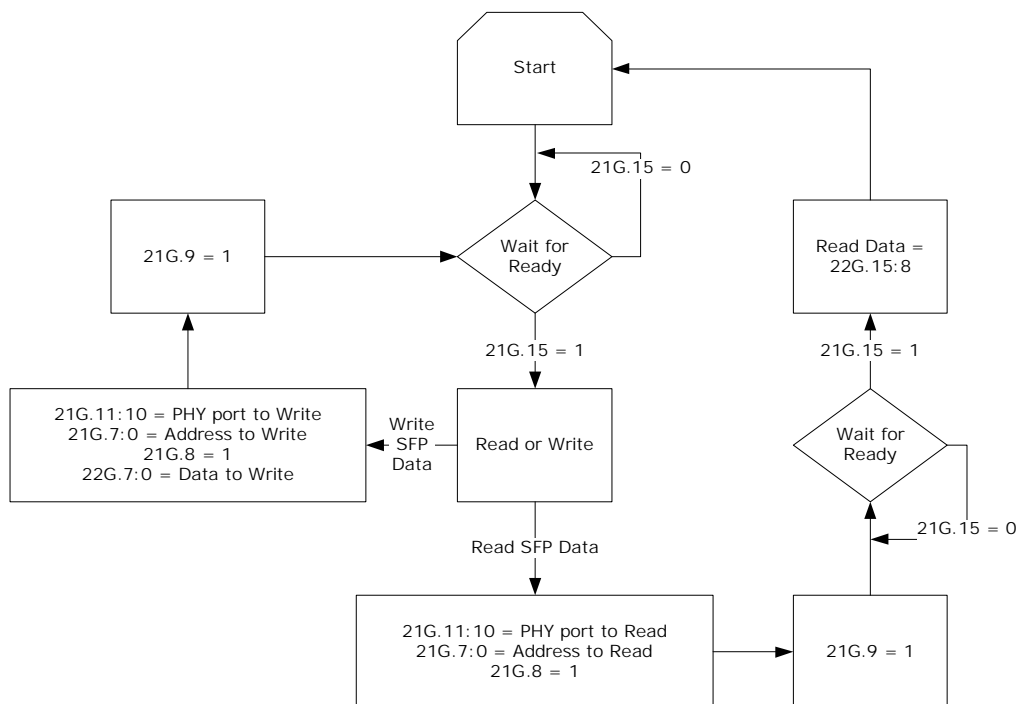 Start
21G.15 = 0
21G.9 = 1
Wait for
Ready
Read Data =
22G.15:8
21G.15 = 1
21G.15 = 1
21G.11:10 = PHY port to Write
21G.7:0 = Address to Write
21G.8 = 1
22G.7:0 = Data to Write
Write
SFP
Data
Read or Write
Wait for
Ready
21G.15 = 0
Read SFP Data
21G.11:10 = PHY port to Read
21G.7:0 = Address to Read
21G.8 = 1
21G.9 = 1